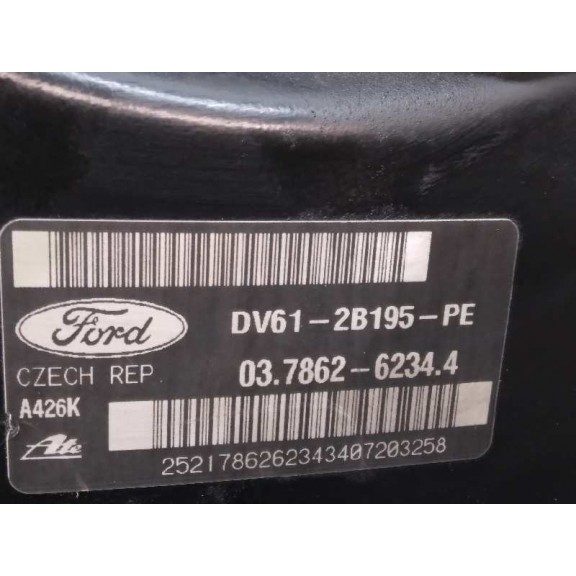 Ford
DV61-2B195-PE
CZECH REP
03.7862-6234.4
A426K
Ate
2521786262343407203258